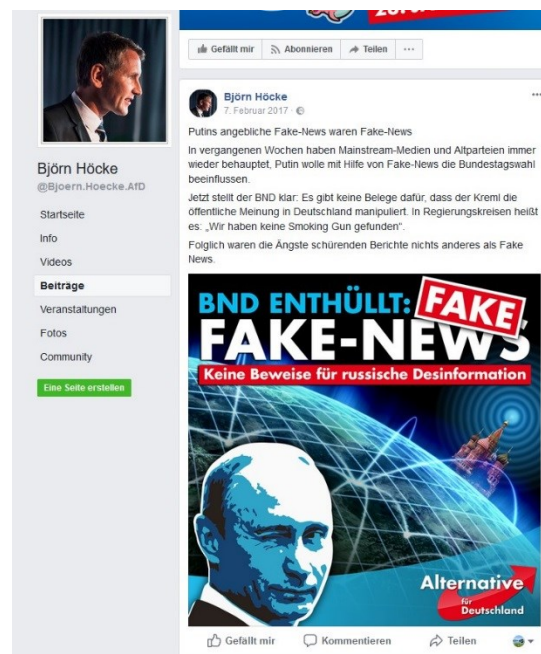 Gefällt mir
Abonnieren
Teilen
Björn Höcke
7. Februar 2017
Putins angebliche Fake-News waren Fake-News
In vergangenen Wochen haben Mainstream-Medien und Altparteien immer
wieder behauptet, Putin wolle mit Hilfe von Fake-News die Bundestagswahl
beeinflussen.
Jetzt stellt der BND klar: Es gibt keine Belege dafür, dass der Kreml die
öffentliche Meinung in Deutschland manipuliert. In Regierungskreisen heißt
es: „Wir haben keine Smoking Gun gefunden“.
Folglich waren die Ängste schürenden Berichte nichts anderes als Fake
News.
Björn Höcke
@Bjoern.Hoecke.AfD
Startseite
Info
Videos
Beiträge
Veranstaltungen
Fotos
Community
Eine Seite erstellen
BND ENTHÜLLT: FAKE
FAKE-NEWS
Keine Beweise für russische Desinformation
Alternative
für
Deutschland
Gefällt mir
Kommentieren
Teilen